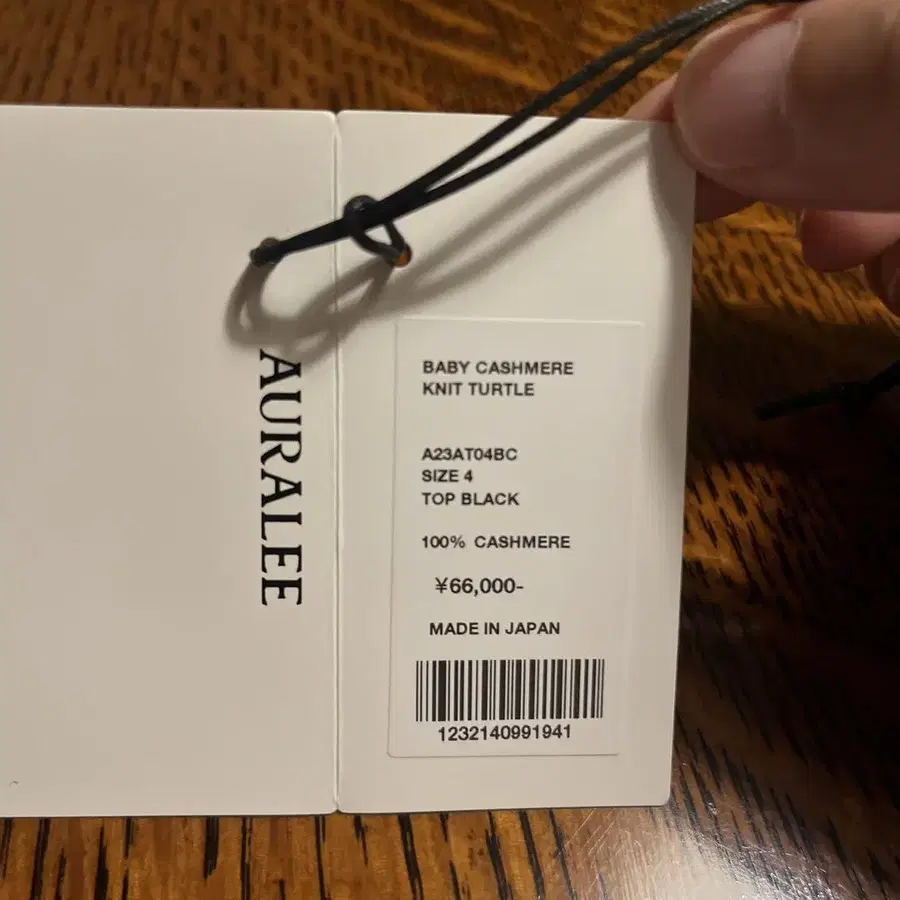 AURALEE
BABY CASHMERE
KNIT TURTLE
A23AT04BC
SIZE 4
TOP BLACK
100% CASHMERE
¥66,000-
MADE IN JAPAN
1232140991941